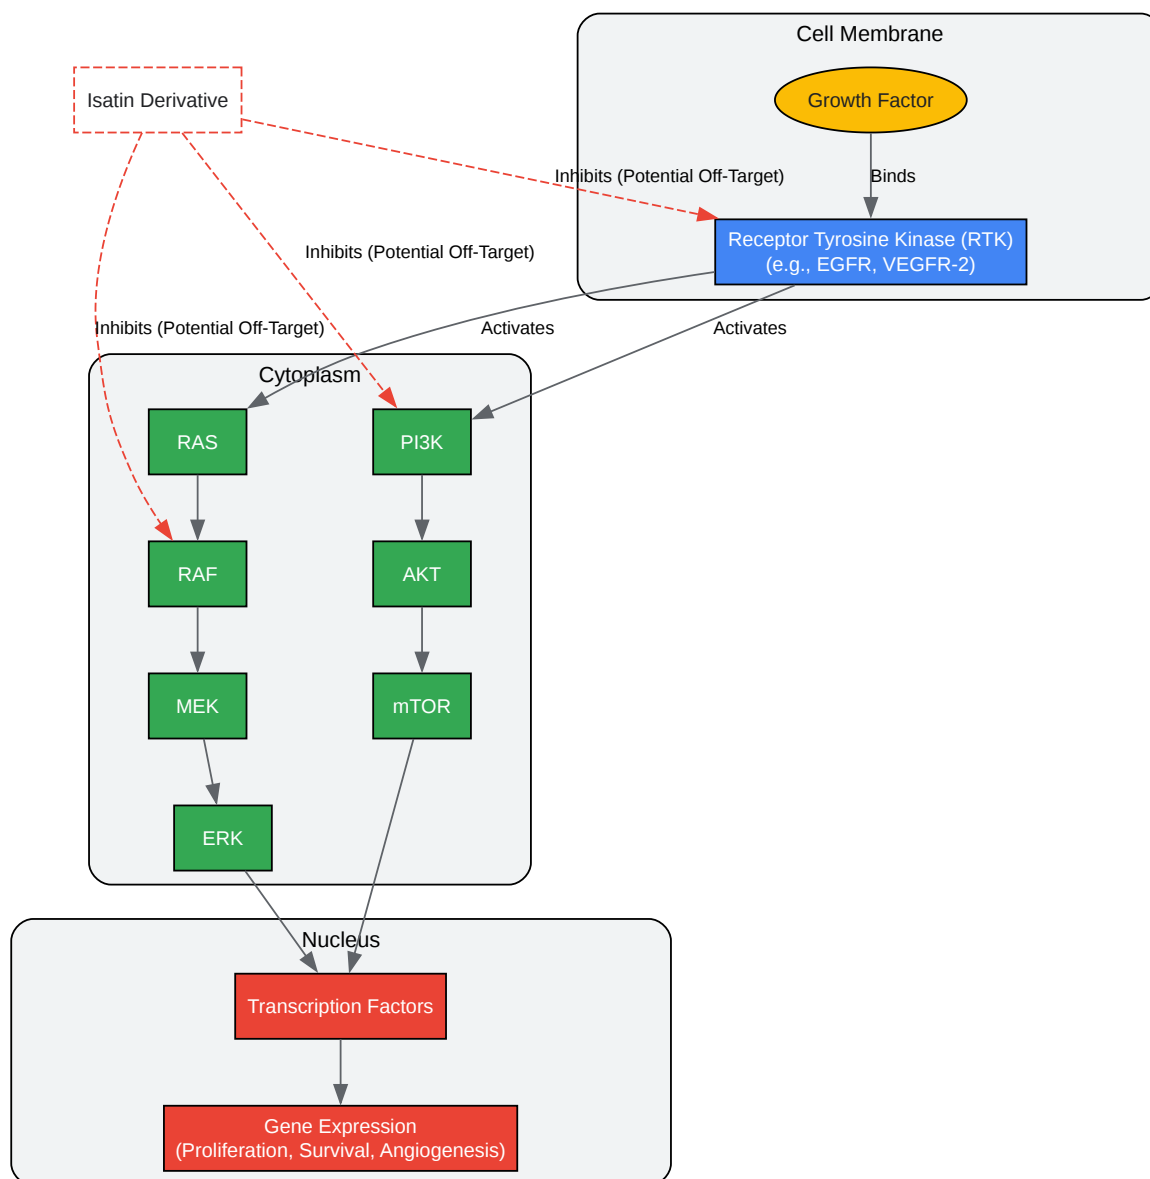 Cell Membrane
Isatin Derivative
Growth Factor
Inhibits (Potential Off-Target)
Binds
Receptor Tyrosine Kinase (RTK)
(e.g., EGFR, VEGFR-2)
Inhibits (Potential Off-Target)
Inhibits (Potential Off-Target)
Activates
Activates
Cytoplasm
RAS
PI3K
RAF
AKT
MEK
mTOR
ERK
Nucleus
Transcription Factors
Gene Expression
(Proliferation, Survival, Angiogenesis)